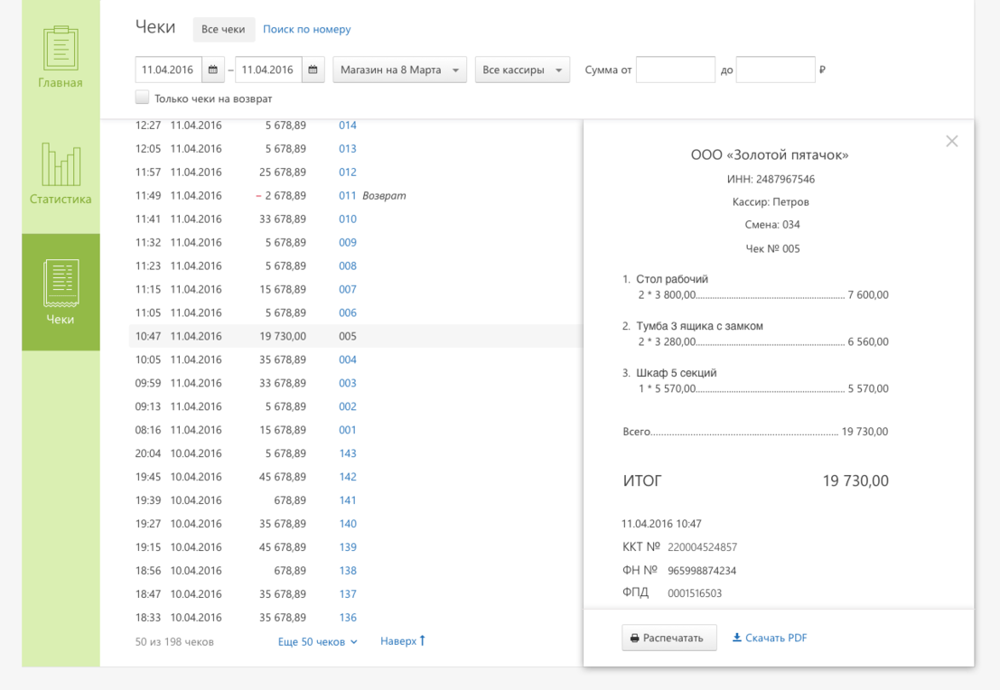 Главная
Статистика
Чеки
Чеки Все чеки Поиск по номеру
11.04.2016 – 11.04.2016 Магазин на 8 Марта Все кассиры Сумма от до ₽
Только чеки на возврат
12:27 11.04.2016 5 678,89 014
12:05 11.04.2016 5 678,89 013
11:57 11.04.2016 25 678,89 012
11:49 11.04.2016 – 2 678,89 011 Возврат
11:41 11.04.2016 33 678,89 010
11:32 11.04.2016 5 678,89 009
11:23 11.04.2016 5 678,89 008
11:15 11.04.2016 15 678,89 007
11:05 11.04.2016 5 678,89 006
10:47 11.04.2016 19 730,00 005
10:05 11.04.2016 35 678,89 004
09:59 11.04.2016 33 678,89 003
09:13 11.04.2016 5 678,89 002
08:16 11.04.2016 15 678,89 001
20:04 10.04.2016 5 678,89 143
19:45 10.04.2016 45 678,89 142
19:39 10.04.2016 678,89 141
19:27 10.04.2016 35 678,89 140
19:15 10.04.2016 45 678,89 139
18:56 10.04.2016 678,89 138
18:47 10.04.2016 35 678,89 137
18:33 10.04.2016 35 678,89 136
50 из 198 чеков Еще 50 чеков Наверх
ООО «Золотой пятачок»
ИНН: 2487967546
Кассир: Петров
Смена: 034
Чек № 005
1. Стол рабочий
2 * 3 800,00........................................ 7 600,00
2. Тумба 3 ящика с замком
2 * 3 280,00........................................ 6 560,00
3. Шкаф 5 секций
1 * 5 570,00........................................ 5 570,00
Всего........................................ 19 730,00
ИТОГ 19 730,00
11.04.2016 10:47
ККТ № 220004524857
ФН № 965998874234
ФПД 0001516503
Распечатать Скачать PDF